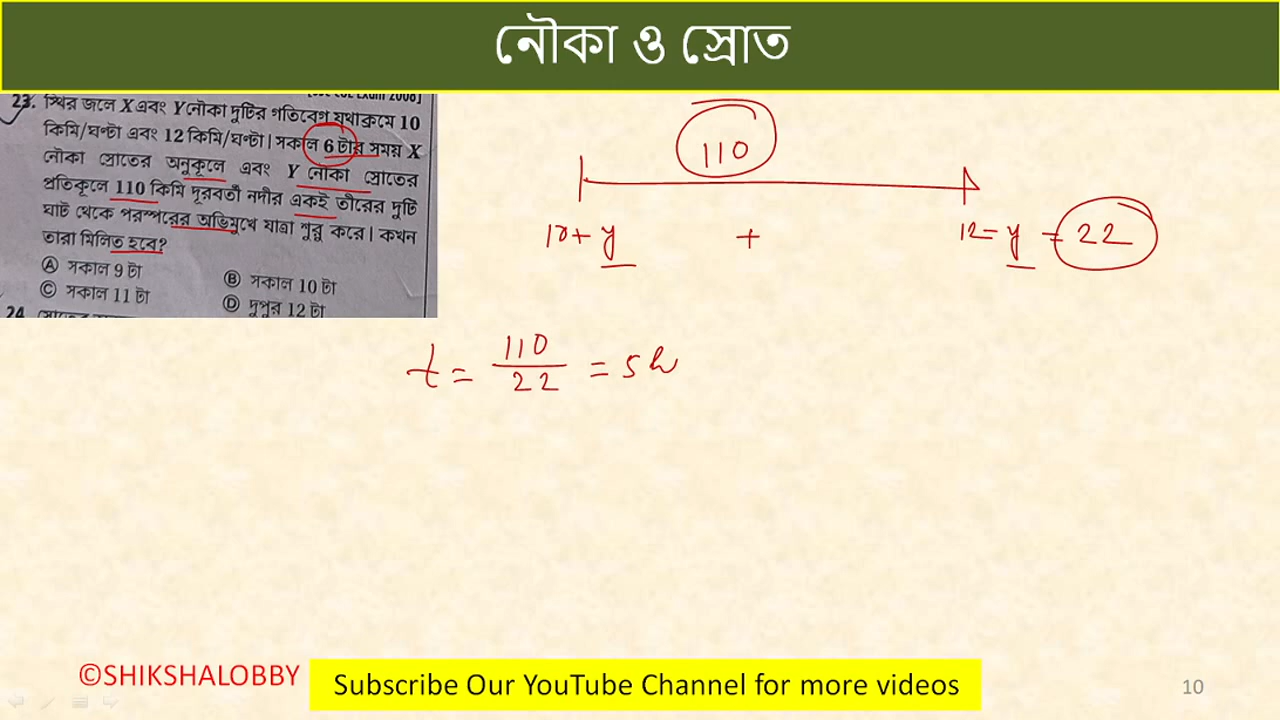 নৌকা ও স্রোত
23. স্থির জলে X এবং Y নৌকা দুটির গতিবেগ যথাক্রমে 10
কিমি/ঘণ্টা এবং 12 কিমি/ঘণ্টা। সকাল 6 টার সময় X
নৌকা স্রোতের অনুকূলে এবং Y নৌকা স্রোতের
প্রতিকূলে 110 কিমি দূরবর্তী নদীর একই তীরের দুটি
ঘাট থেকে পরস্পরের অভিমুখে যাত্রা শুরু করে। কখন
তারা মিলিত হবে?
Ⓐ সকাল 9 টা Ⓑ সকাল 10 টা
Ⓒ সকাল 11 টা Ⓓ দুপুর 12 টা
24.
110
10+ y + 12- y = 22
t = 110/22 = 5h
©SHIKSHALOBBY
Subscribe Our YouTube Channel for more videos
10